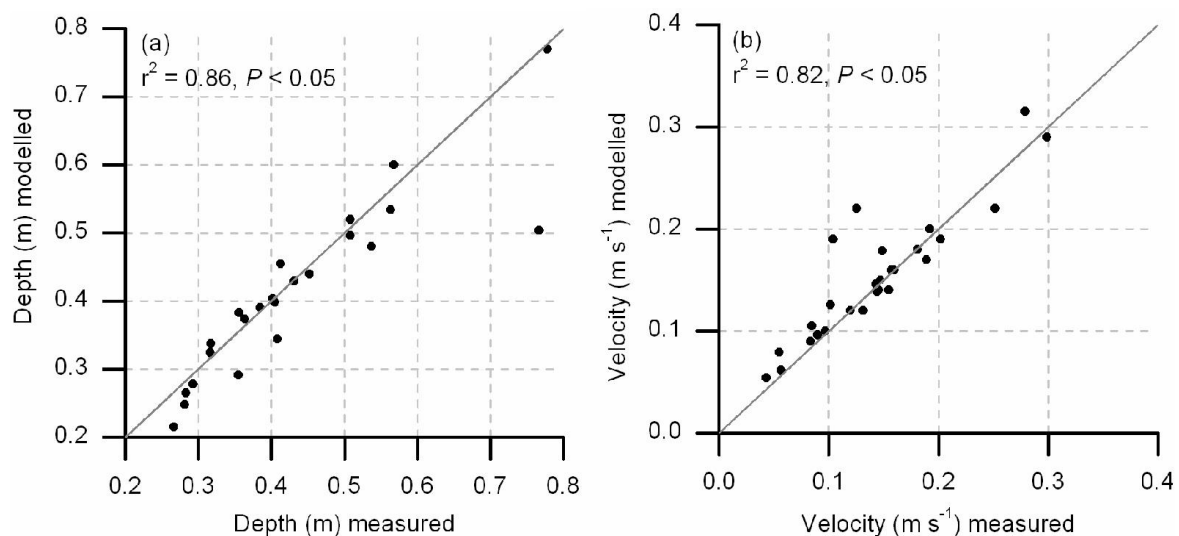 (a)
r² = 0.86, P < 0.05
Depth (m) modelled
0.8
0.7
0.6
0.5
0.4
0.3
0.2
0.2 0.3 0.4 0.5 0.6 0.7 0.8
Depth (m) measured
(b)
r² = 0.82, P < 0.05
Velocity (m s⁻¹) modelled
0.4
0.3
0.2
0.1
0.0
0.0 0.1 0.2 0.3 0.4
Velocity (m s⁻¹) measured